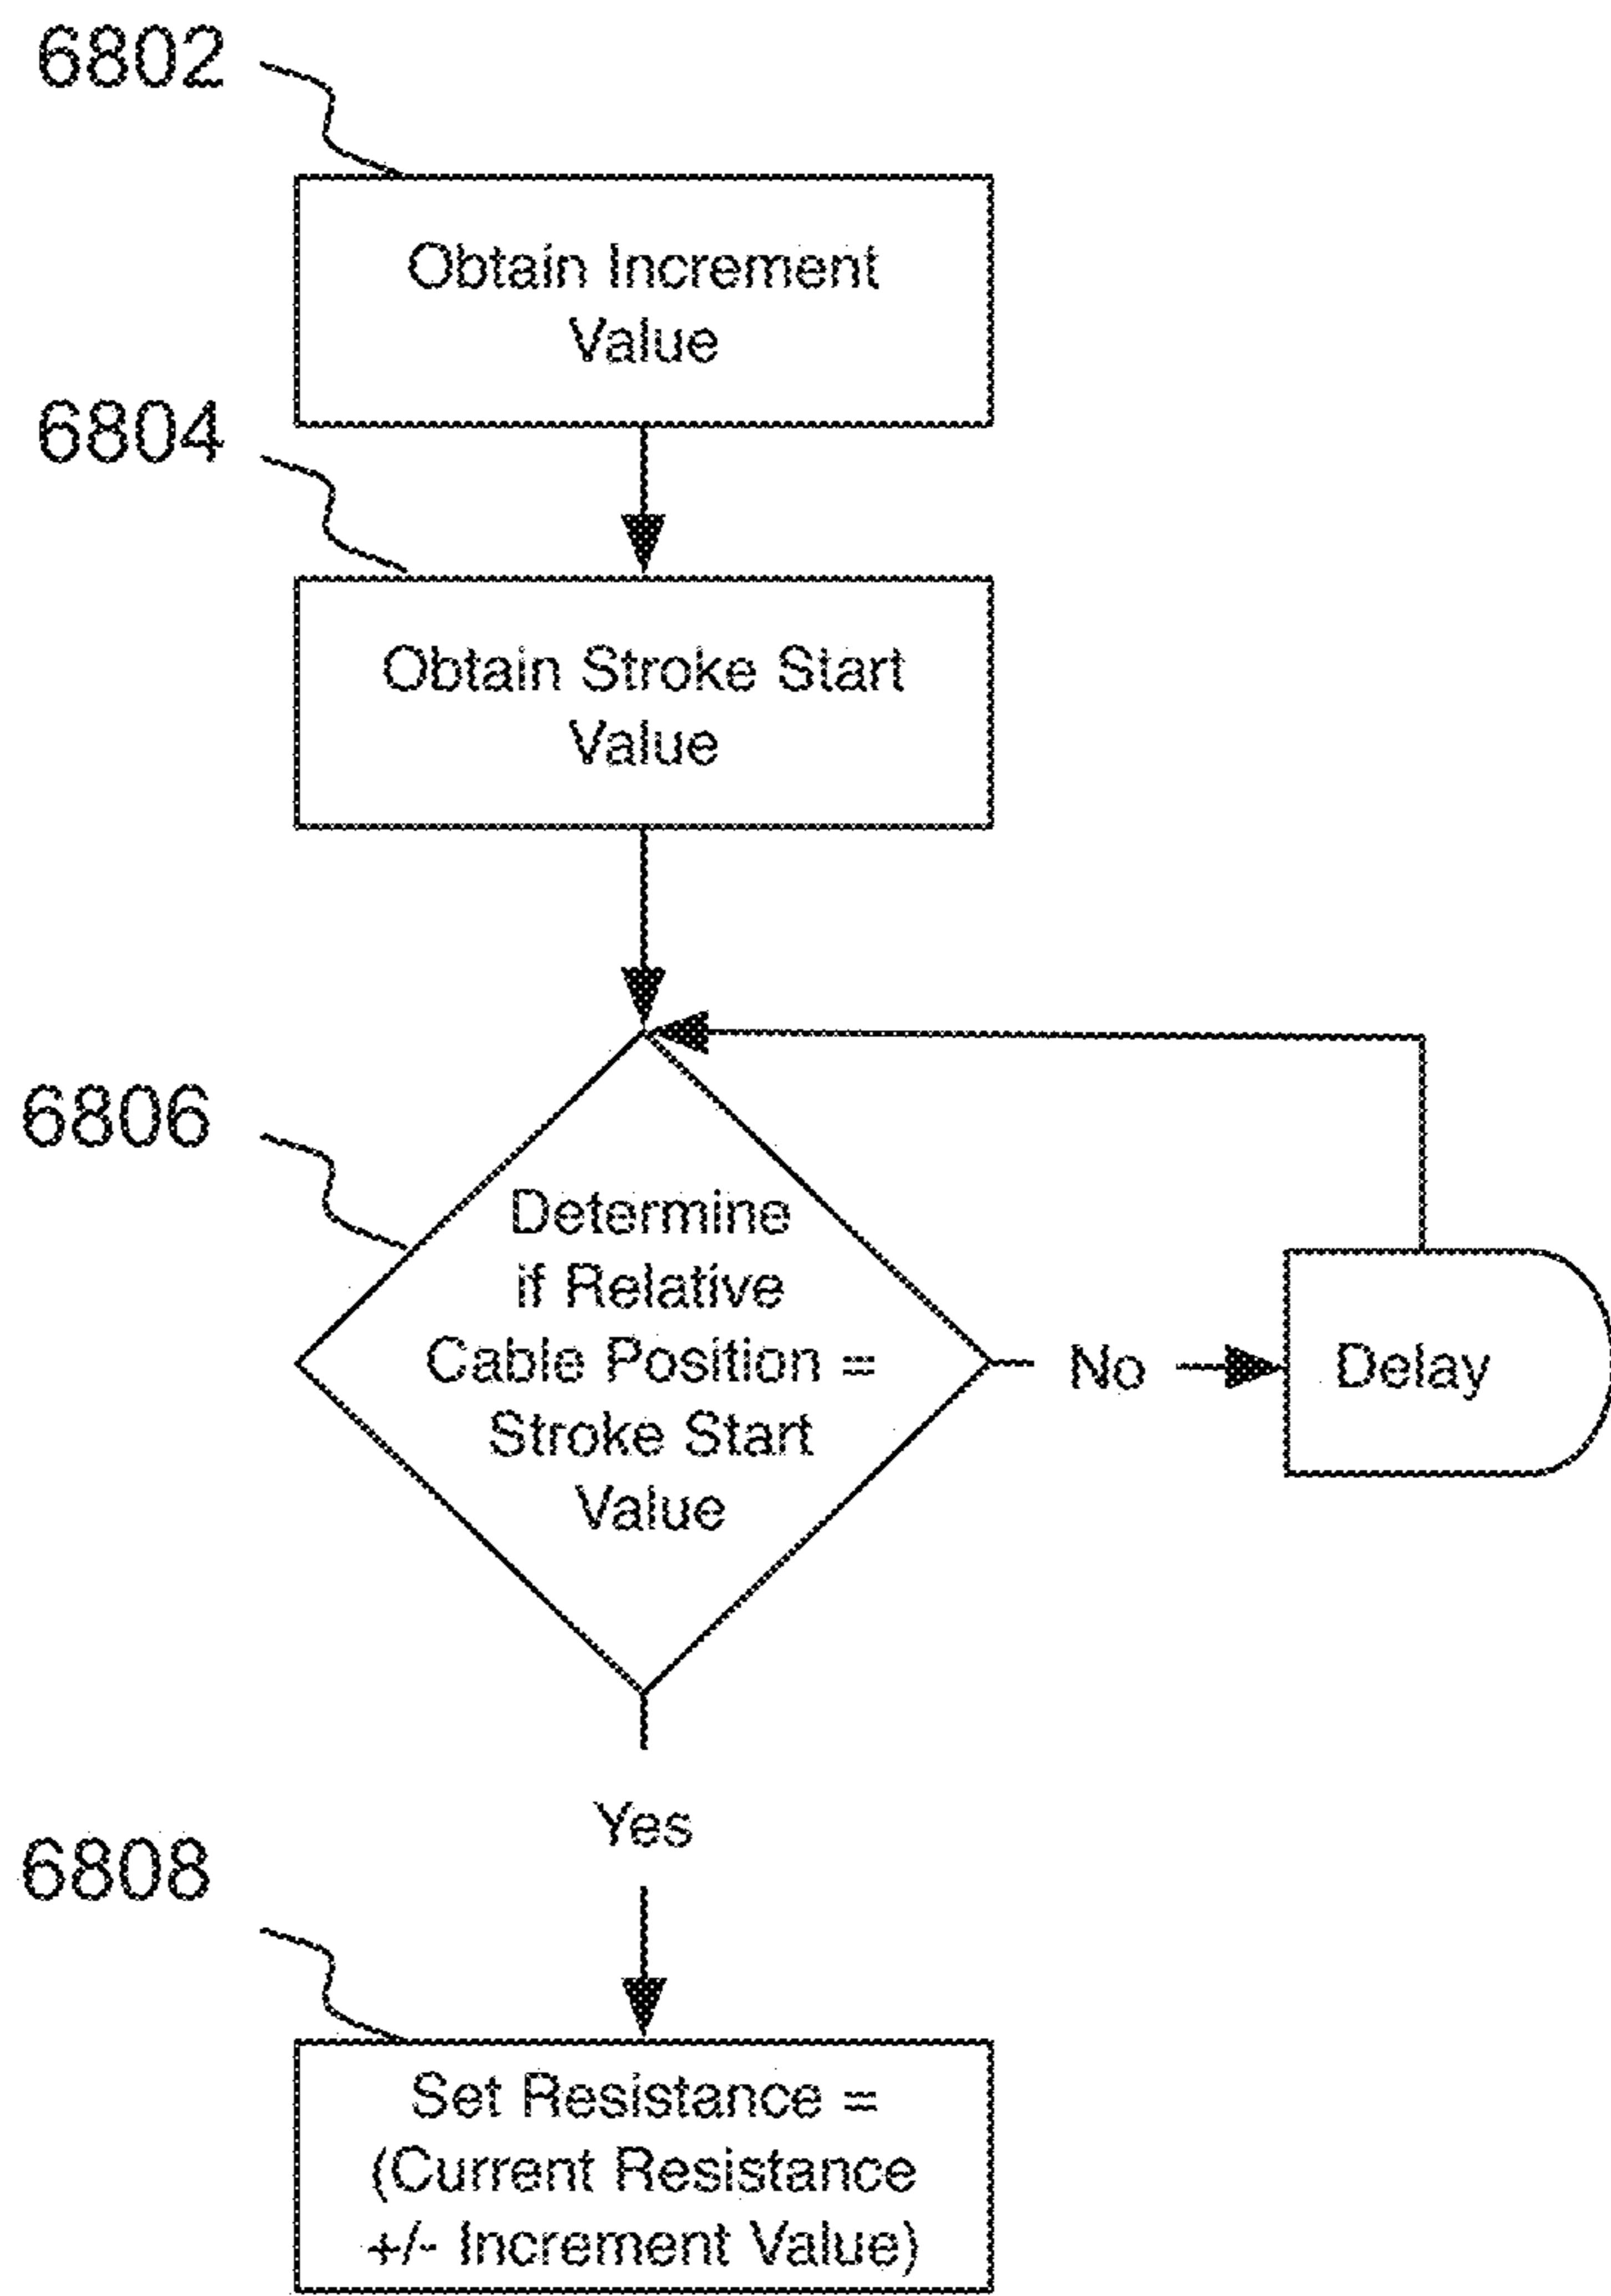 6802
Obtain Increment
Value
6804
Obtain Stroke Start
Value
6806
Determine
if Relative
Cable Position =
Stroke Start
Value
No
Delay
Yes
6808
Set Resistance =
(Current Resistance
+/- Increment Value)